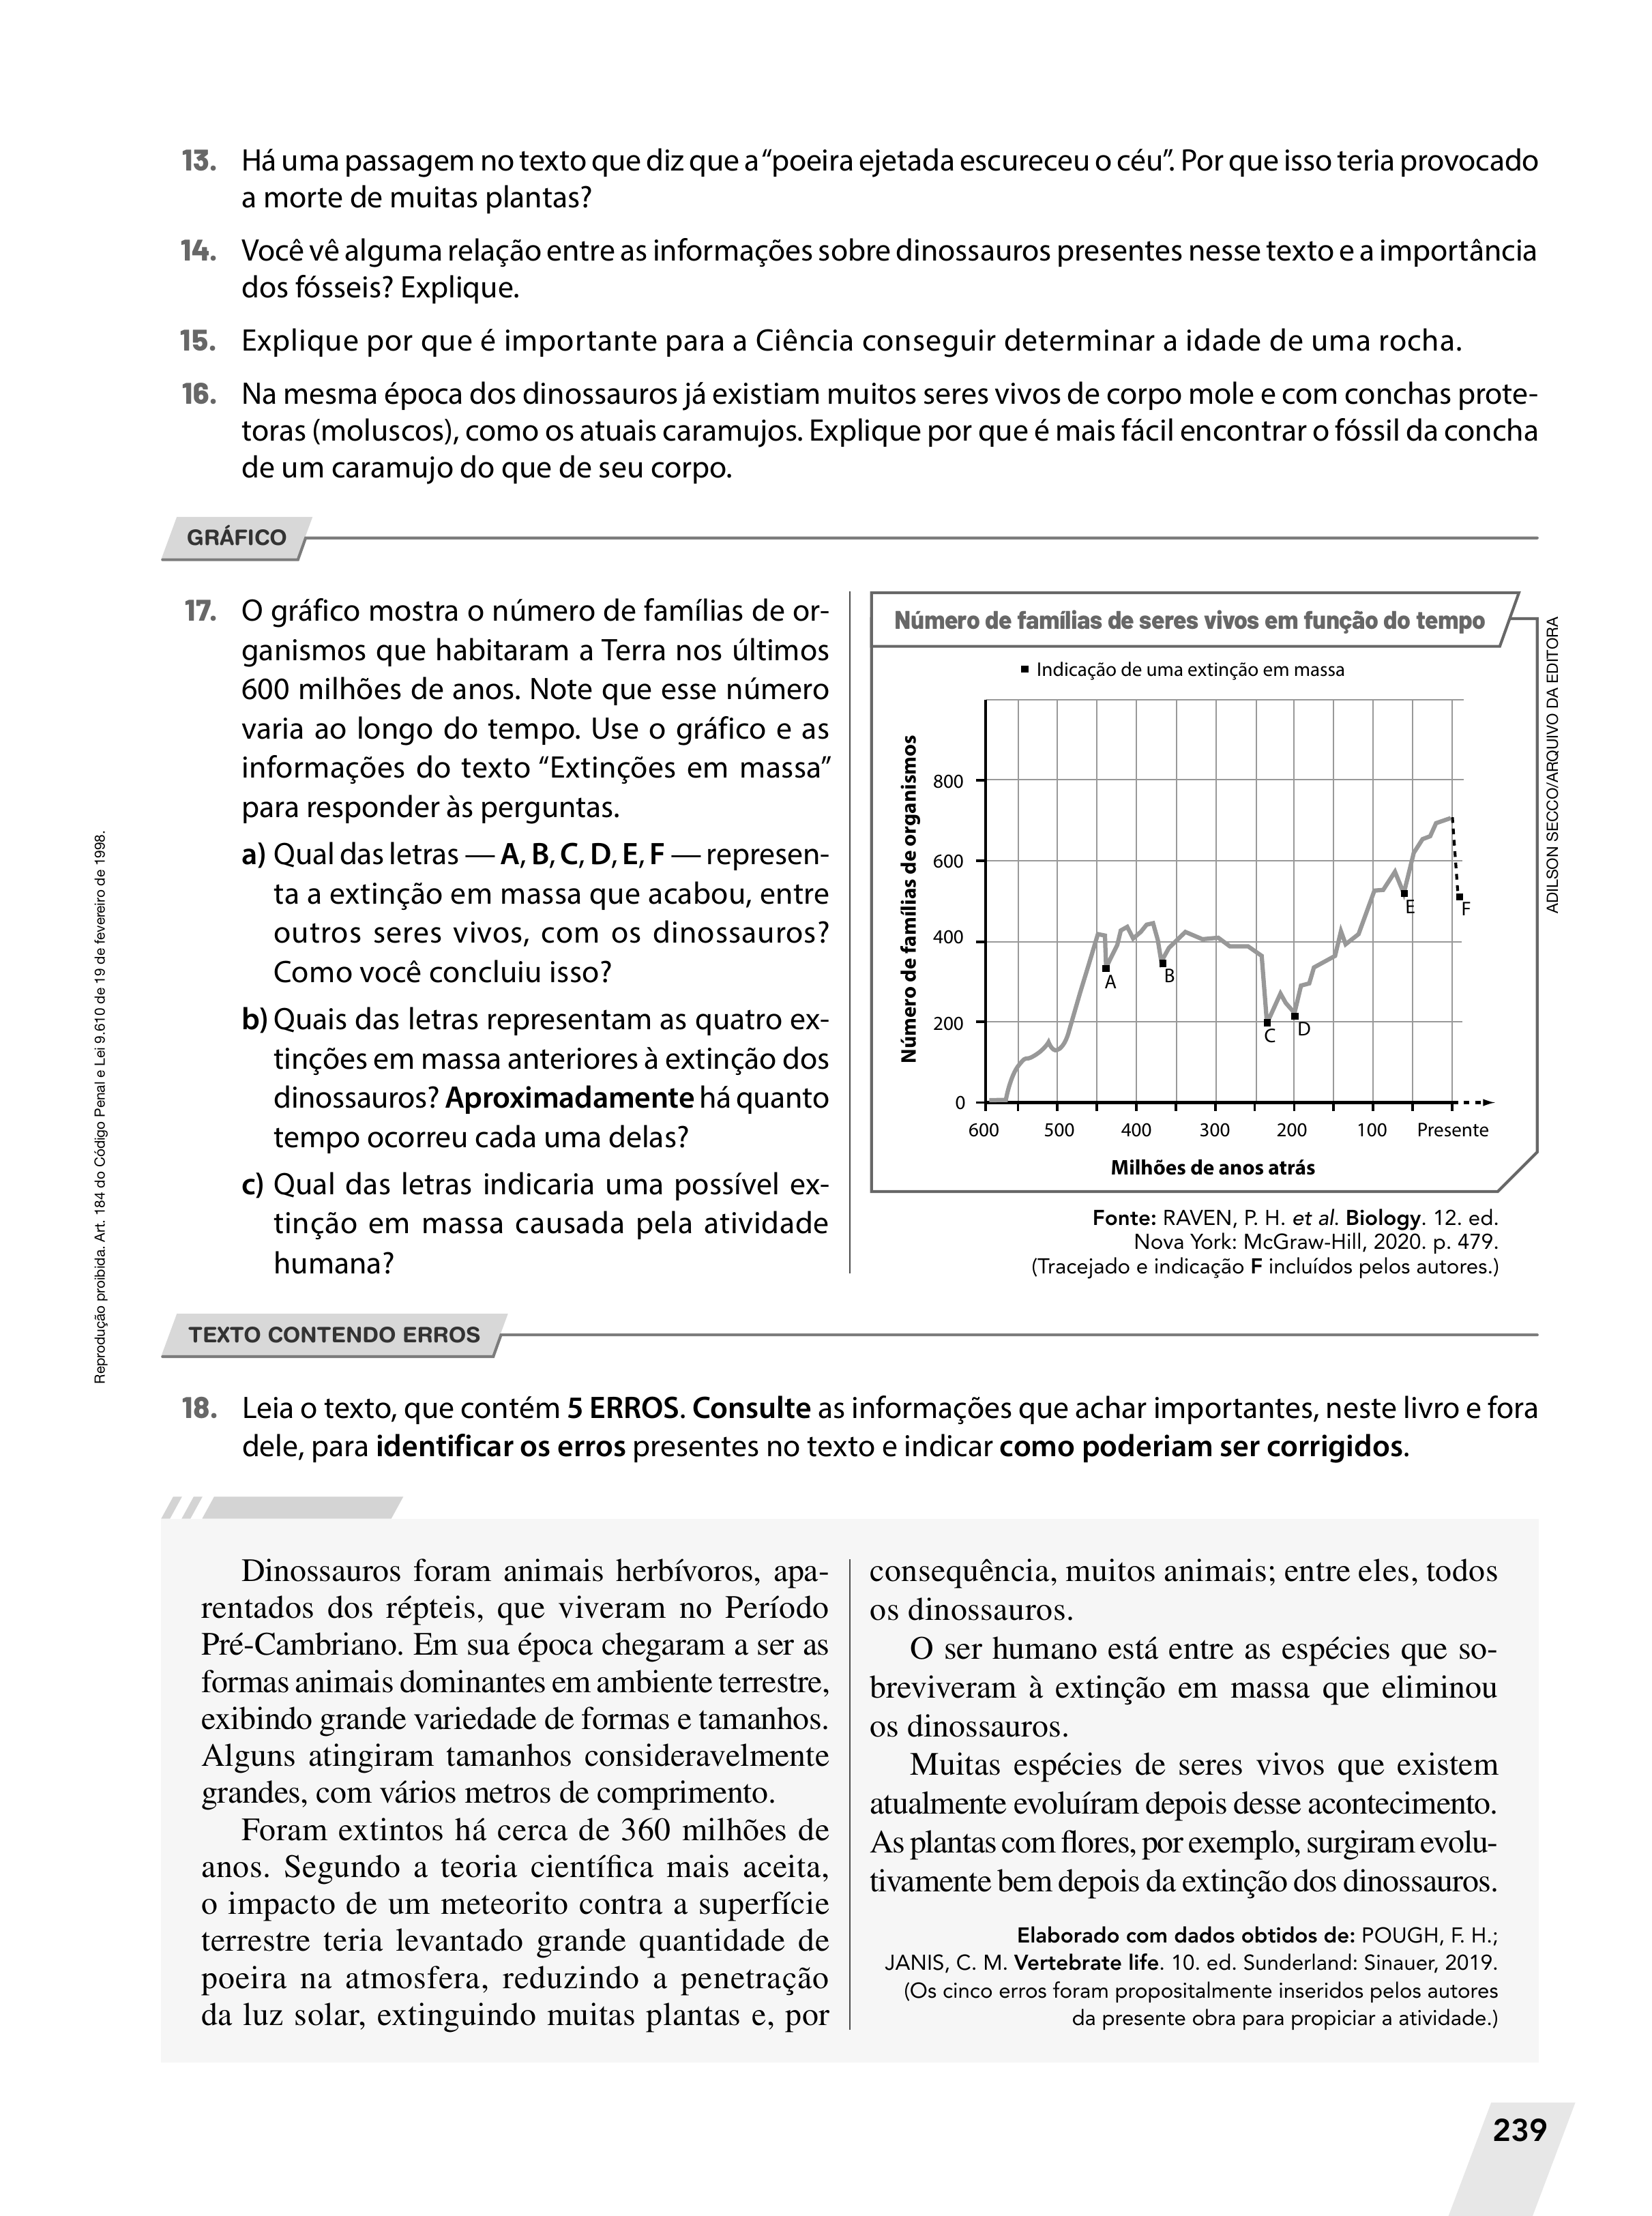 13. Há uma passagem no texto que diz que a “poeira ejetada escureceu o céu”. Por que isso teria provocado
a morte de muitas plantas?
14. Você vê alguma relação entre as informações sobre dinossauros presentes nesse texto e a importância
dos fósseis? Explique.
15. Explique por que é importante para a Ciência conseguir determinar a idade de uma rocha.
16. Na mesma época dos dinossauros já existiam muitos seres vivos de corpo mole e com conchas prote-
toras (moluscos), como os atuais caramujos. Explique por que é mais fácil encontrar o fóssil da concha
de um caramujo do que de seu corpo.
GRÁFICO
17. O gráfico mostra o número de famílias de or-
ganismos que habitaram a Terra nos últimos
600 milhões de anos. Note que esse número
varia ao longo do tempo. Use o gráfico e as
informações do texto “Extinções em massa”
para responder às perguntas.
a) Qual das letras — A, B, C, D, E, F — represen-
ta a extinção em massa que acabou, entre
outros seres vivos, com os dinossauros?
Como você concluiu isso?
b) Quais das letras representam as quatro ex-
tinções em massa anteriores à extinção dos
dinossauros? Aproximadamente há quanto
tempo ocorreu cada uma delas?
c) Qual das letras indicaria uma possível ex-
tinção em massa causada pela atividade
humana?
Número de famílias de seres vivos em função do tempo
Indicação de uma extinção em massa
Número de famílias de organismos
800
600
400
200
0
A
B
C
D
E
F
600 500 400 300 200 100 Presente
Milhões de anos atrás
ADILSON SECCO/ARQUIVO DA EDITORA
Fonte: RAVEN, P. H. et al. Biology. 12. ed.
Nova York: McGraw-Hill, 2020. p. 479.
(Tracejado e indicação F incluídos pelos autores.)
Reprodução proibida. Art. 184 do Código Penal e Lei 9.610 de 19 de fevereiro de 1998.
TEXTO CONTENDO ERROS
18. Leia o texto, que contém 5 ERROS. Consulte as informações que achar importantes, neste livro e fora
dele, para identificar os erros presentes no texto e indicar como poderiam ser corrigidos.
Dinossauros foram animais herbívoros, apa-
rentados dos répteis, que viveram no Período
Pré-Cambriano. Em sua época chegaram a ser as
formas animais dominantes em ambiente terrestre,
exibindo grande variedade de formas e tamanhos.
Alguns atingiram tamanhos consideravelmente
grandes, com vários metros de comprimento.
Foram extintos há cerca de 360 milhões de
anos. Segundo a teoria científica mais aceita,
o impacto de um meteorito contra a superfície
terrestre teria levantado grande quantidade de
poeira na atmosfera, reduzindo a penetração
da luz solar, extinguindo muitas plantas e, por
consequência, muitos animais; entre eles, todos
os dinossauros.
O ser humano está entre as espécies que so-
breviveram à extinção em massa que eliminou
os dinossauros.
Muitas espécies de seres vivos que existem
atualmente evoluíram depois desse acontecimento.
As plantas com flores, por exemplo, surgiram evolu-
tivamente bem depois da extinção dos dinossauros.
Elaborado com dados obtidos de: POUGH, F. H.;
JANIS, C. M. Vertebrate life. 10. ed. Sunderland: Sinauer, 2019.
(Os cinco erros foram propositalmente inseridos pelos autores
da presente obra para propiciar a atividade.)
239